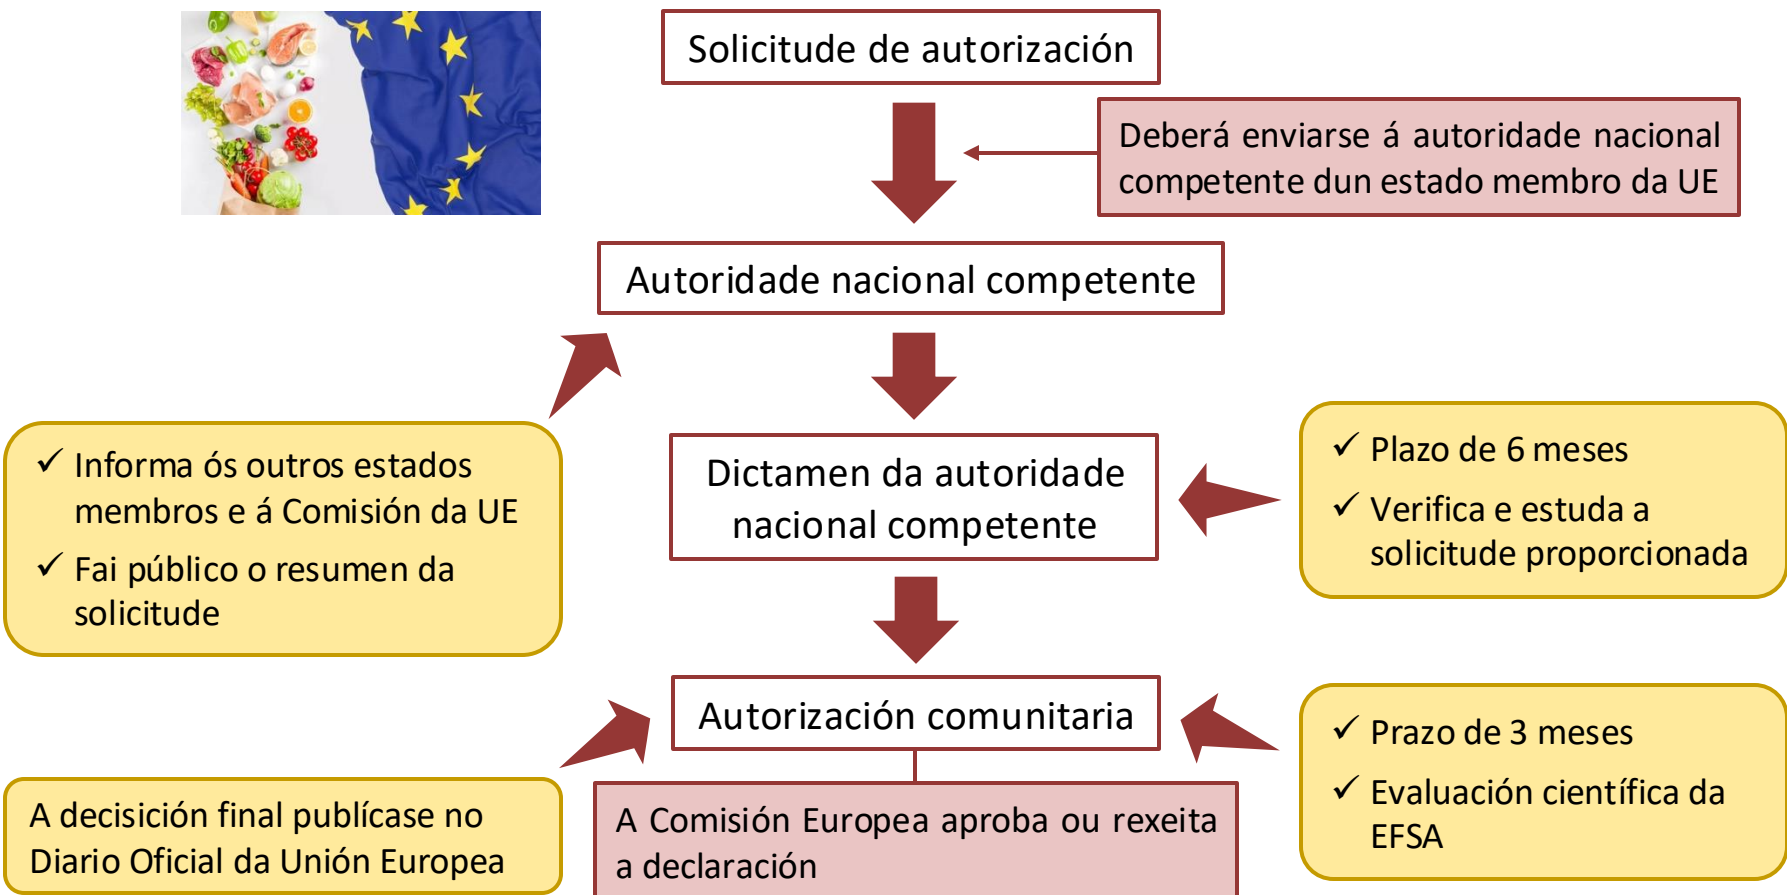 Solicitude de autorización
Deberá enviarse á autoridade nacional
competente dun estado membro da UE
Autoridade nacional competente
✓ Informa ós outros estados
membros e á Comisión da UE
✓ Fai público o resumen da
solicitude
Dictamen da autoridade
nacional competente
✓ Plazo de 6 meses
✓ Verifica e estuda a
solicitude proporcionada
Autorización comunitaria
✓ Prazo de 3 meses
✓ Evaluación científica da
EFSA
A decisición final publícase no
Diario Oficial da Unión Europea
A Comisión Europea aproba ou rexeita
a declaración